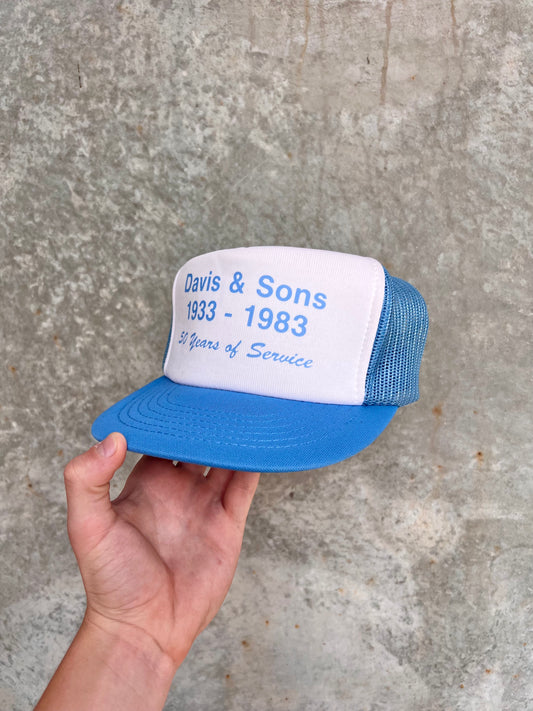 Davis & Sons
1933 - 1983
50 Years of Service